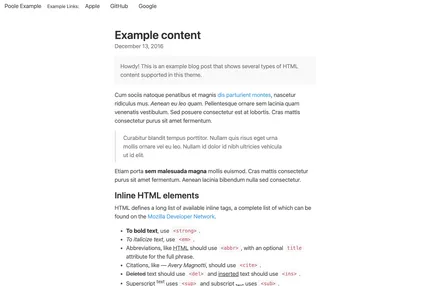 Poole Example Example Links: Apple GitHub Google
Example content
December 13, 2016
Howdy! This is an example blog post that shows several types of HTML
content supported in this theme.
Cum sociis natoque penatibus et magnis dis parturient montes, nascetur
ridiculus mus. Aenean eu leo quam. Pellentesque ornare sem lacinia quam
venenatis vestibulum. Sed posuere consectetur est at lobortis. Cras mattis
consectetur purus sit amet fermentum.
Curabitur blandit tempus porttitor. Nullam quis risus eget urna
mollis ornare vel eu leo. Nullam id dolor id nibh ultricies vehicula
ut id elit.
Etiam porta sem malesuada magna mollis euismod. Cras mattis consectetur
purus sit amet fermentum. Aenean lacinia bibendum nulla sed consectetur.
Inline HTML elements
HTML defines a long list of available inline tags, a complete list of which can be
found on the Mozilla Developer Network.
• To bold text, use <strong>.
• To italicize text, use <em>.
• Abbreviations, like HTML should use <abbr>, with an optional title
attribute for the full phrase.
• Citations, like — Avery Magnotti, should use <cite>.
• Deleted text should use <del> and inserted text should use <ins>.
• Superscript text uses <sup> and subscript text uses <sub>.